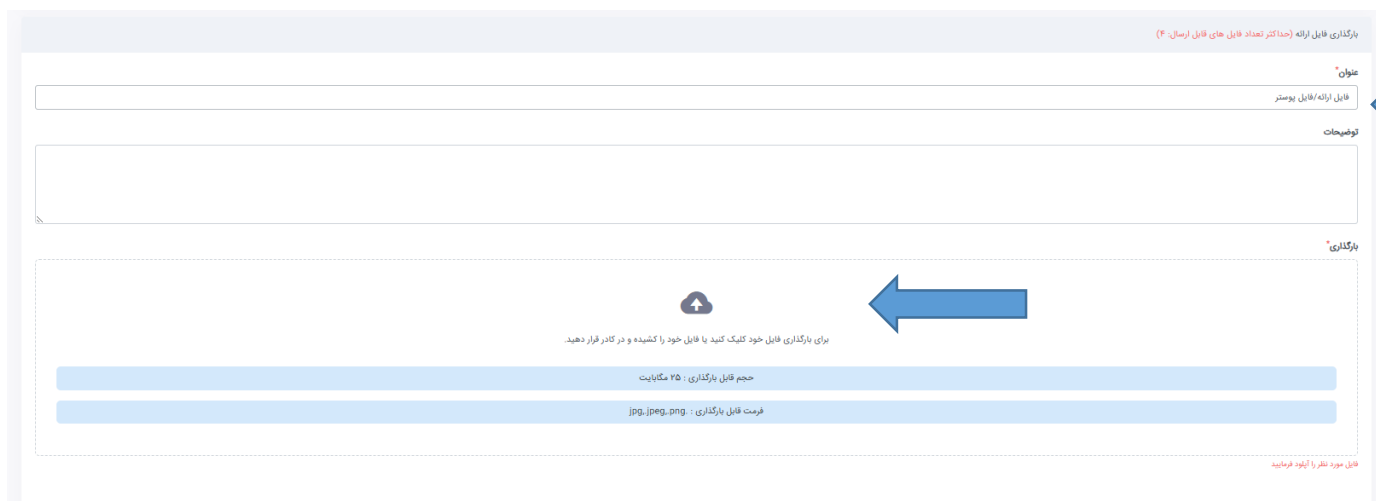 بارگذاری فایل ارائه (حداکثر تعداد فایل های قابل ارسال: ۴)
عنوان*
فایل ارائه/فایل پوستر
توضیحات
بارگذاری*
برای بارگذاری فایل خود کلیک کنید یا فایل خود را کشیده و در کادر قرار دهید.
حجم قابل بارگذاری : ۲۵ مگابایت
فرمت قابل بارگذاری : .jpg,.jpeg,.png
فایل مورد نظر را آپلود فرمایید